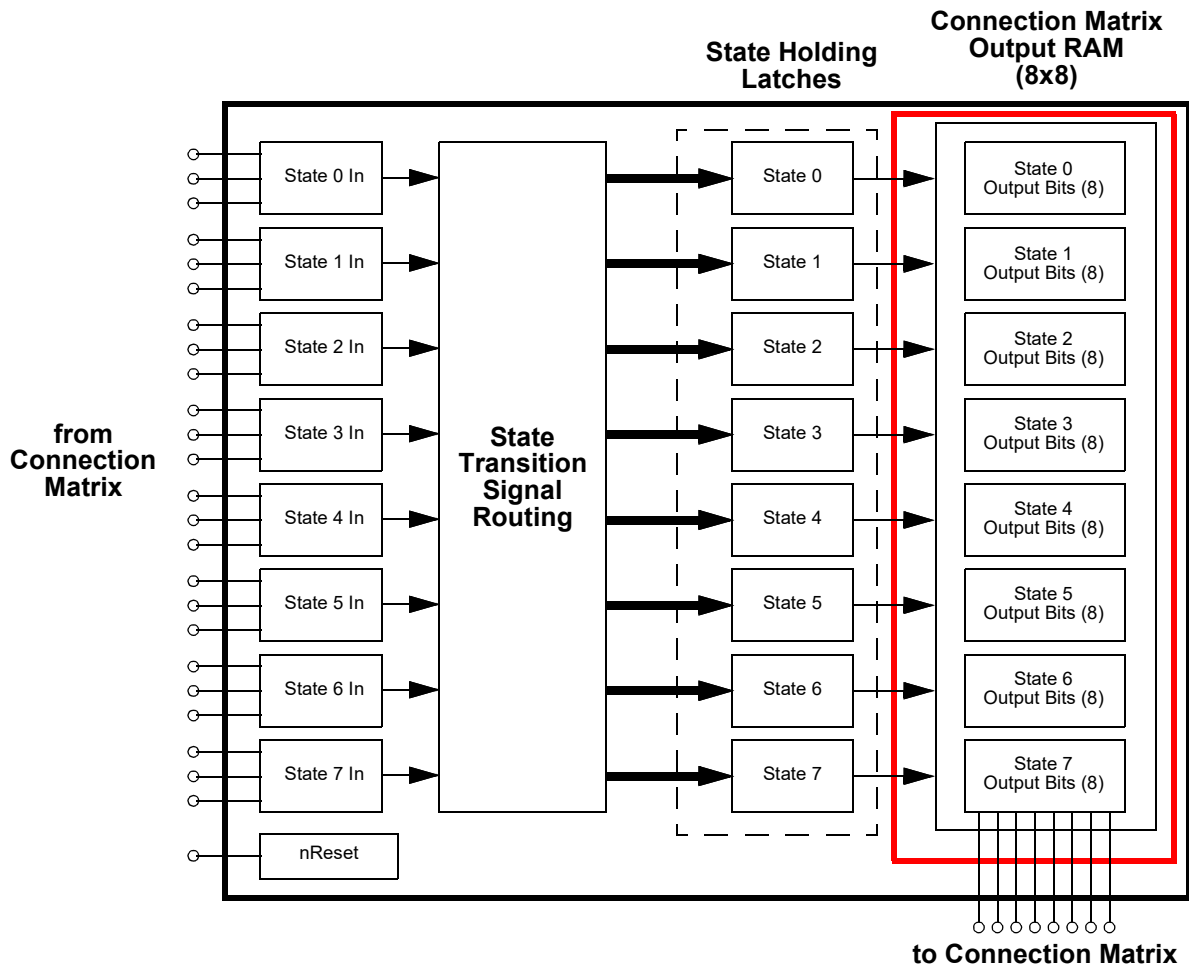 Connection Matrix
Output RAM
(8x8)
State Holding
Latches
State 0 In
State 0
State 0
Output Bits (8)
State 1 In
State 1
State 1
Output Bits (8)
State 2 In
State 2
State 2
Output Bits (8)
from
Connection
Matrix
State 3 In
State
Transition
Signal
Routing
State 3
State 3
Output Bits (8)
State 4 In
State 4
State 4
Output Bits (8)
State 5 In
State 5
State 5
Output Bits (8)
State 6 In
State 6
State 6
Output Bits (8)
State 7 In
State 7
State 7
Output Bits (8)
nReset
to Connection Matrix